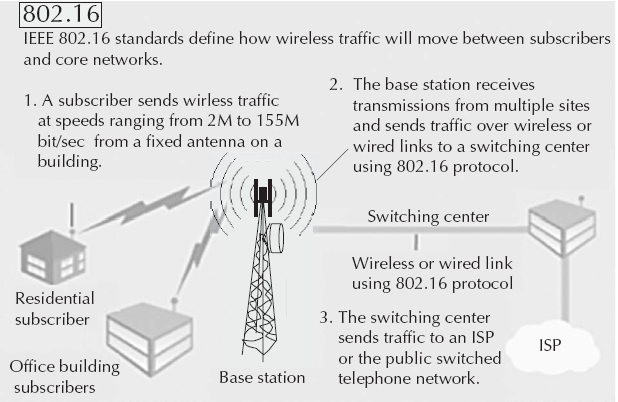 802.16
IEEE 802.16 standards define how wireless traffic will move between subscribers
and core networks.
1. A subscriber sends wirless traffic
at speeds ranging from 2M to 155M
bit/sec from a fixed antenna on a
building.
2. The base station receives
transmissions from multiple sites
and sends traffic over wireless or
wired links to a switching center
using 802.16 protocol.
Switching center
Wireless or wired link
using 802.16 protocol
Residential
subscriber
3. The switching center
sends traffic to an ISP
or the public switched
telephone network.
ISP
Office building
subscribers
Base station